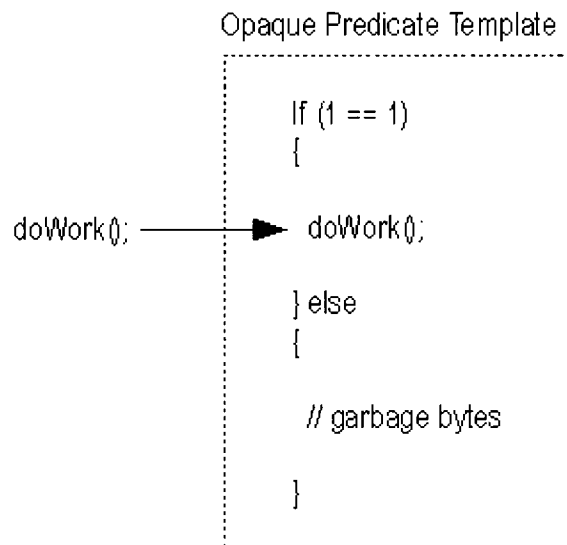 Opaque Predicate Template
If (1 == 1)
{
doWork();
doWork();
} else
{
// garbage bytes
}